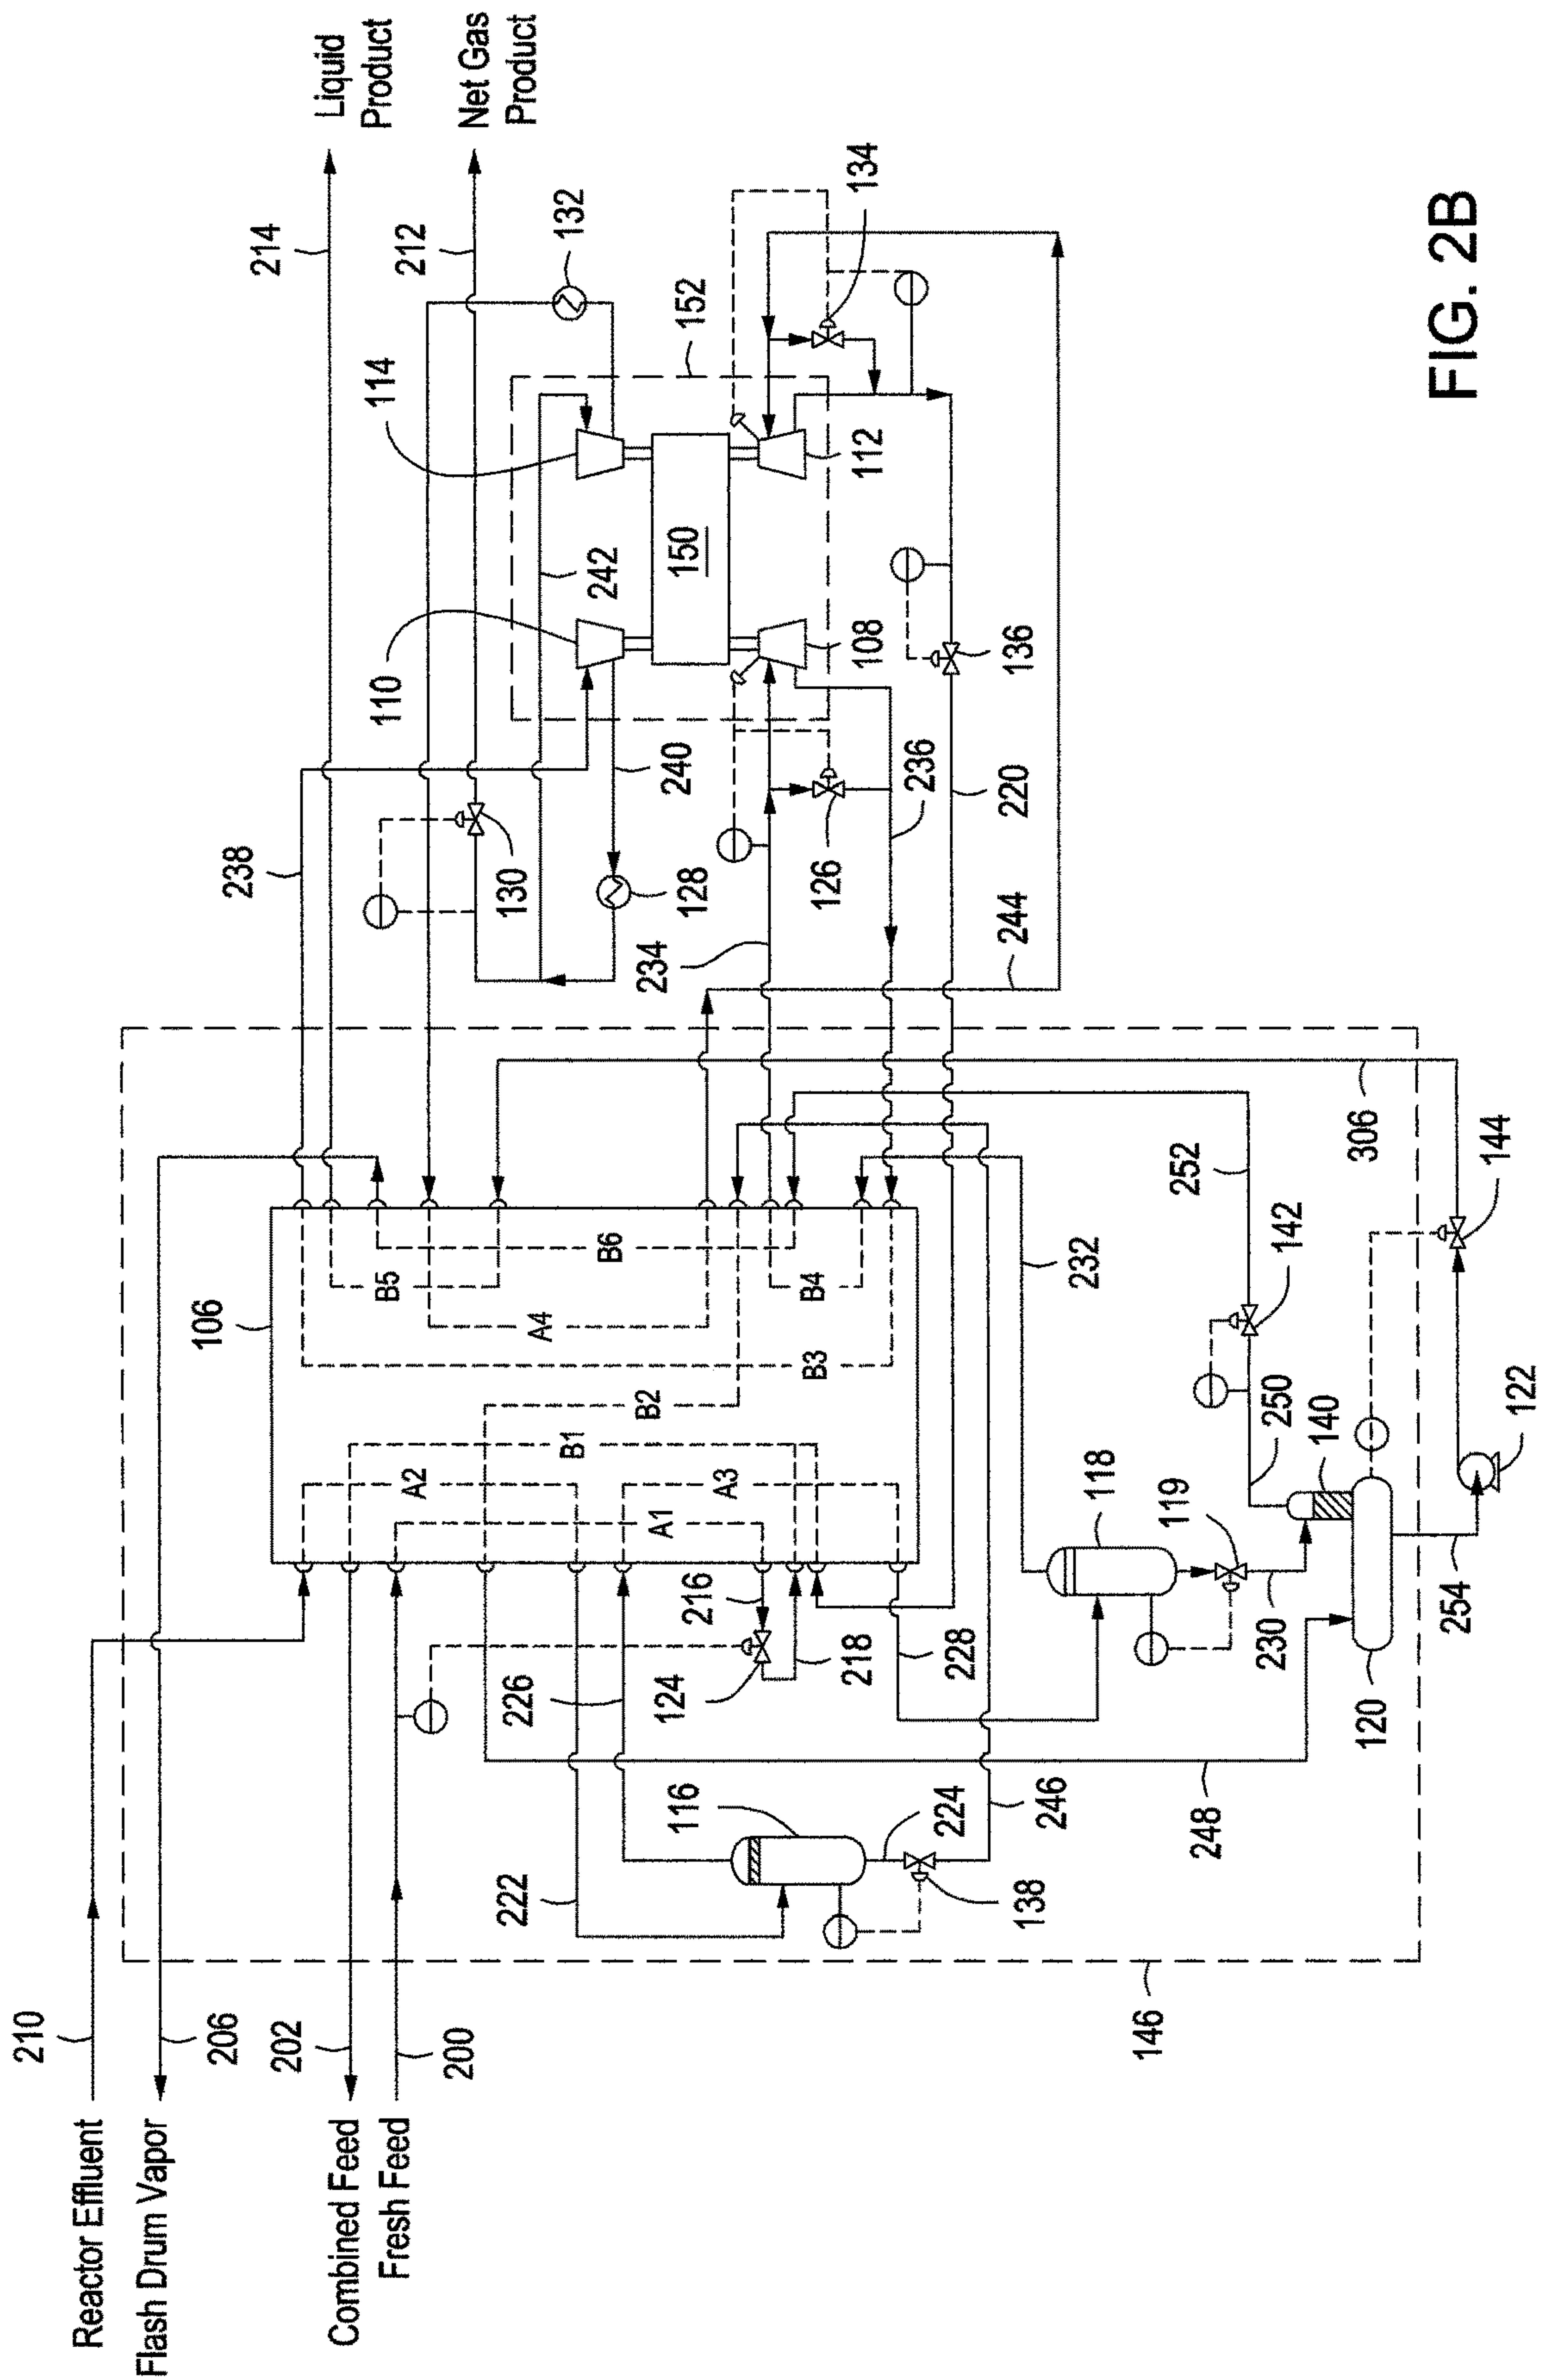 210
Reactor Effluent
Flash Drum Vapor
106
206
238
214
202
Liquid
Product
Combined Feed
Fresh Feed
B5
110
114
212
A2
200
Net Gas
Product
222
226
130
A4
B1
132
242
B6
B2
234
A1
240
150
116
216
128
152
A3
124
B3
B4
126
218
108
112
134
236
224
228
244
220
136
138
246
232
118
146
119
252
248
230
250
142
140
120
306
254
FIG. 2B
144
122